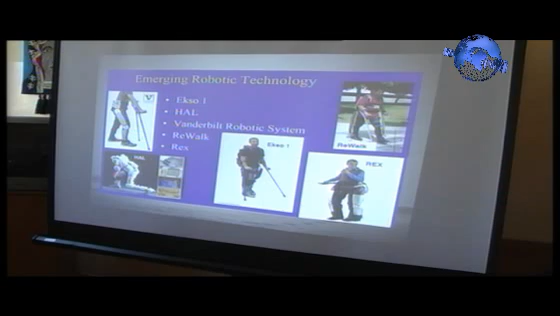 Emerging Robotic Technology
• Ekso 1
• HAL
• Vanderbilt Robotic System
• ReWalk
• Rex
V
HAL
Ekso 1
ReWalk
REX